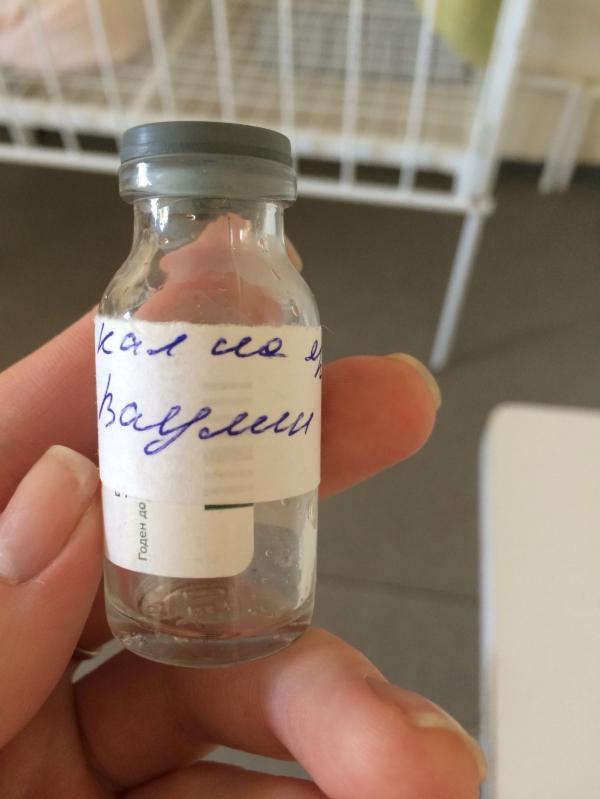 кал на я/
Ваулин
Годен до